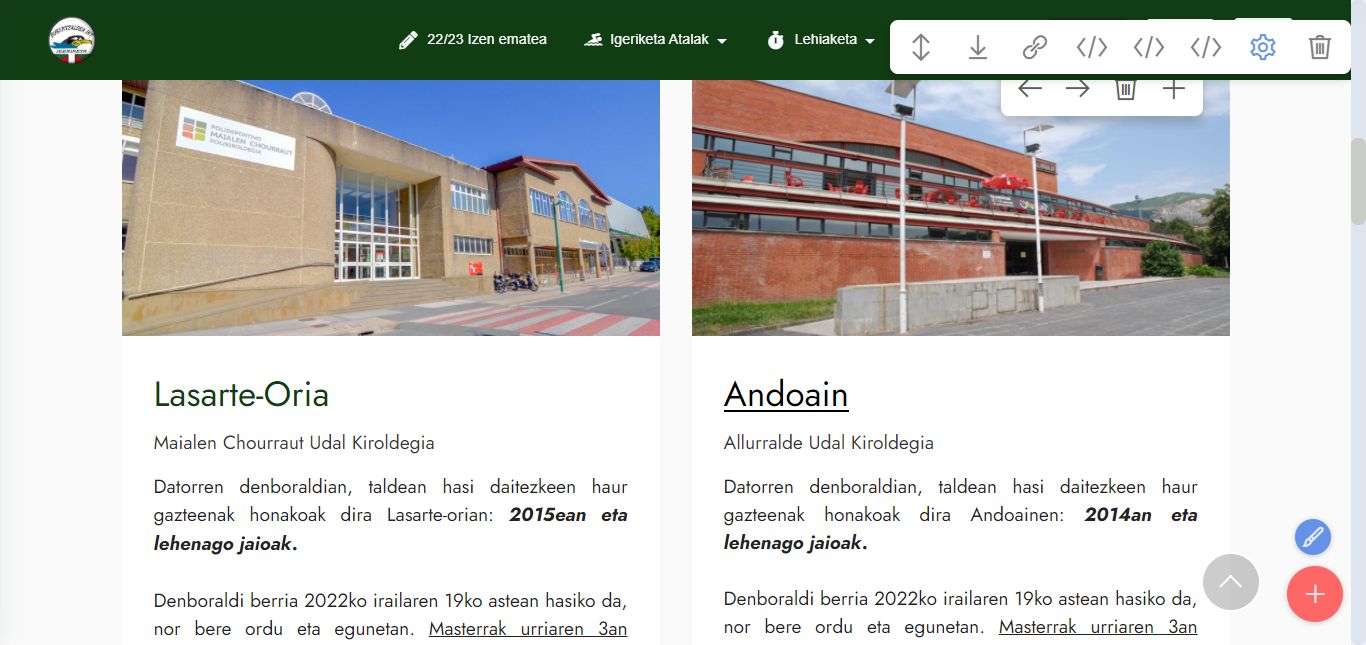 22/23 Izen ematea
Igeriketa Atalak
Lehiaketa
POLIDEPORTIVO
MAIALEN CHOURRAUT
POLIKIROLDEGIA
Lasarte-Oria
Maialen Chourraut Udal Kiroldegia
Datorren denboraldian, taldean hasi daitezkeen haur
gazteenak honakoak dira Lasarte-orian: 2015ean eta
lehenago jaioak.
Denboraldi berria 2022ko irailaren 19ko astean hasiko da,
nor bere ordu eta egunetan. Masterrak urriaren 3an
Andoain
Allurralde Udal Kiroldegia
Datorren denboraldian, taldean hasi daitezkeen haur
gazteenak honakoak dira Andoainen: 2014an eta
lehenago jaioak.
Denboraldi berria 2022ko irailaren 19ko astean hasiko da,
nor bere ordu eta egunetan. Masterrak urriaren 3an